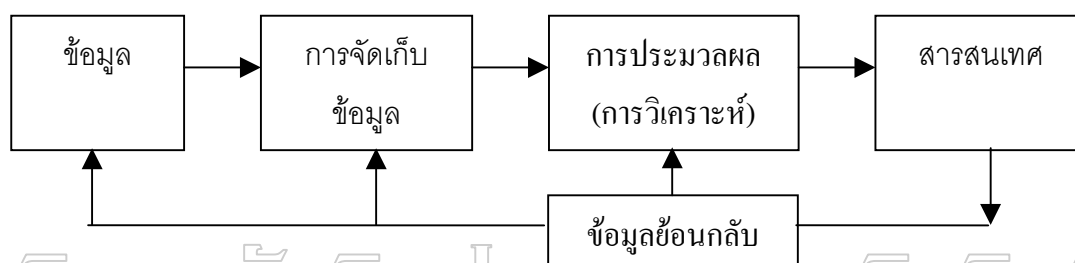 ข้อมูล
การจัดเก็บ
ข้อมูล
การประมวลผล
(การวิเคราะห์)
สารสนเทศ
ข้อมูลย้อนกลับ